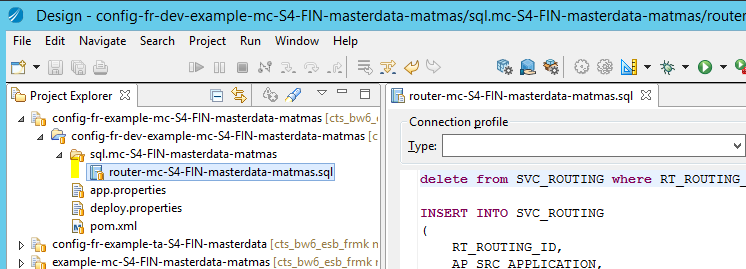 Design - config-fr-dev-example-mc-S4-FIN-masterdata-matmas/sql.mc-S4-FIN-masterdata-matmas/router
File Edit Navigate Search Project Run Window Help
Project Explorer
config-fr-example-mc-S4-FIN-masterdata-matmas [cts_bw6_e
config-fr-dev-example-mc-S4-FIN-masterdata-matmas [c
sql.mc-S4-FIN-masterdata-matmas
router-mc-S4-FIN-masterdata-matmas.sql
app.properties
deploy.properties
pom.xml
config-fr-example-ta-S4-FIN-masterdata [cts_bw6_esb_frmk n
example-mc-S4-FIN-masterdata-matmas [cts_bw6_esb_frmk
router-mc-S4-FIN-masterdata-matmas.sql
Connection profile
Type:
delete from SVC_ROUTING where RT_ROUTING_
INSERT INTO SVC_ROUTING
(
RT_ROUTING_ID,
AP_SRC_APPLICATION,